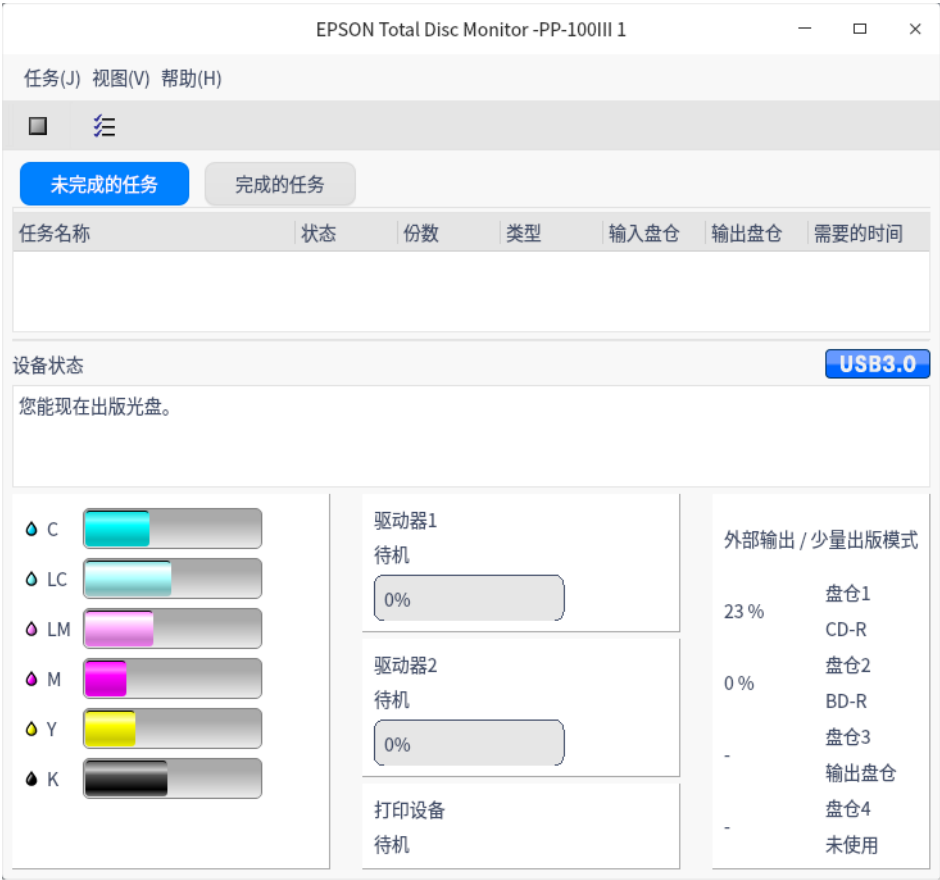 EPSON Total Disc Monitor -PP-100III 1
任务(J) 视图(V) 帮助(H)
未完成的任务 完成的任务
任务名称 状态 份数 类型 输入盘仓 输出盘仓 需要的时间
设备状态 USB3.0
您能现在出版光盘。
C
LC
LM
M
Y
K
驱动器1
待机
0%
驱动器2
待机
0%
打印设备
待机
外部输出 / 少量出版模式
23 %
盘仓1
CD-R
0 %
盘仓2
BD-R
-
盘仓3
输出盘仓
-
盘仓4
未使用